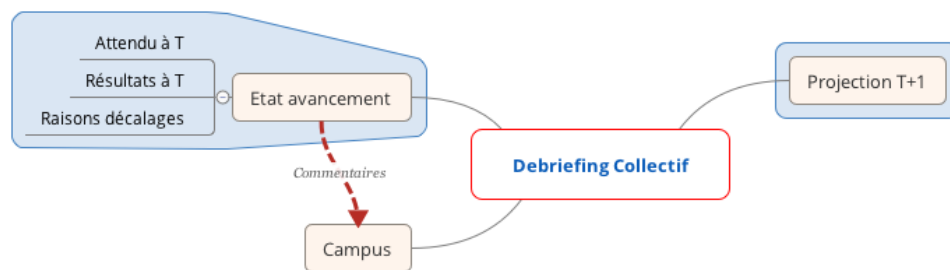 Attendu à T
Résultats à T
Raisons décalages
Etat avancement
Commentaires
Campus
Debriefing Collectif
Projection T+1